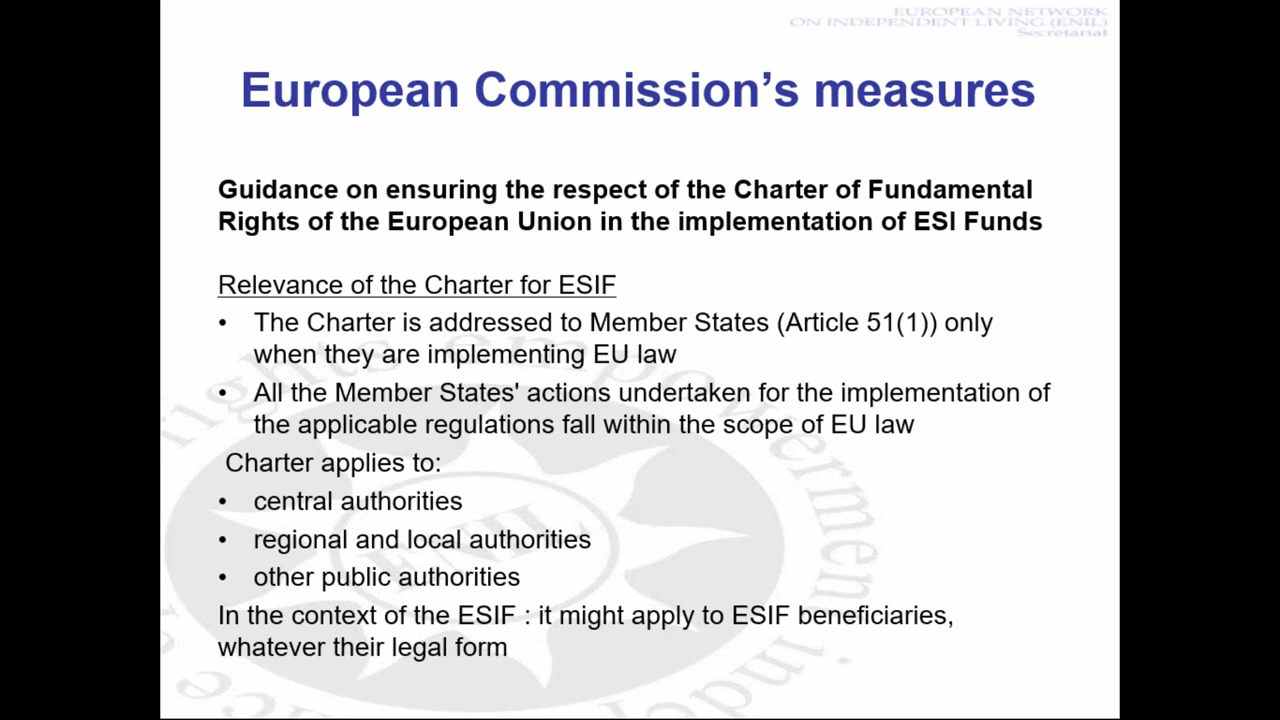 EUROPEAN NETWORK
ON INDEPENDENT LIVING (ENIL)
Secretariat
European Commission’s measures
Guidance on ensuring the respect of the Charter of Fundamental
Rights of the European Union in the implementation of ESI Funds
Relevance of the Charter for ESIF
• The Charter is addressed to Member States (Article 51(1)) only
when they are implementing EU law
• All the Member States' actions undertaken for the implementation of
the applicable regulations fall within the scope of EU law
Charter applies to:
• central authorities
• regional and local authorities
• other public authorities
In the context of the ESIF : it might apply to ESIF beneficiaries,
whatever their legal form
rights empowerment
ENIL